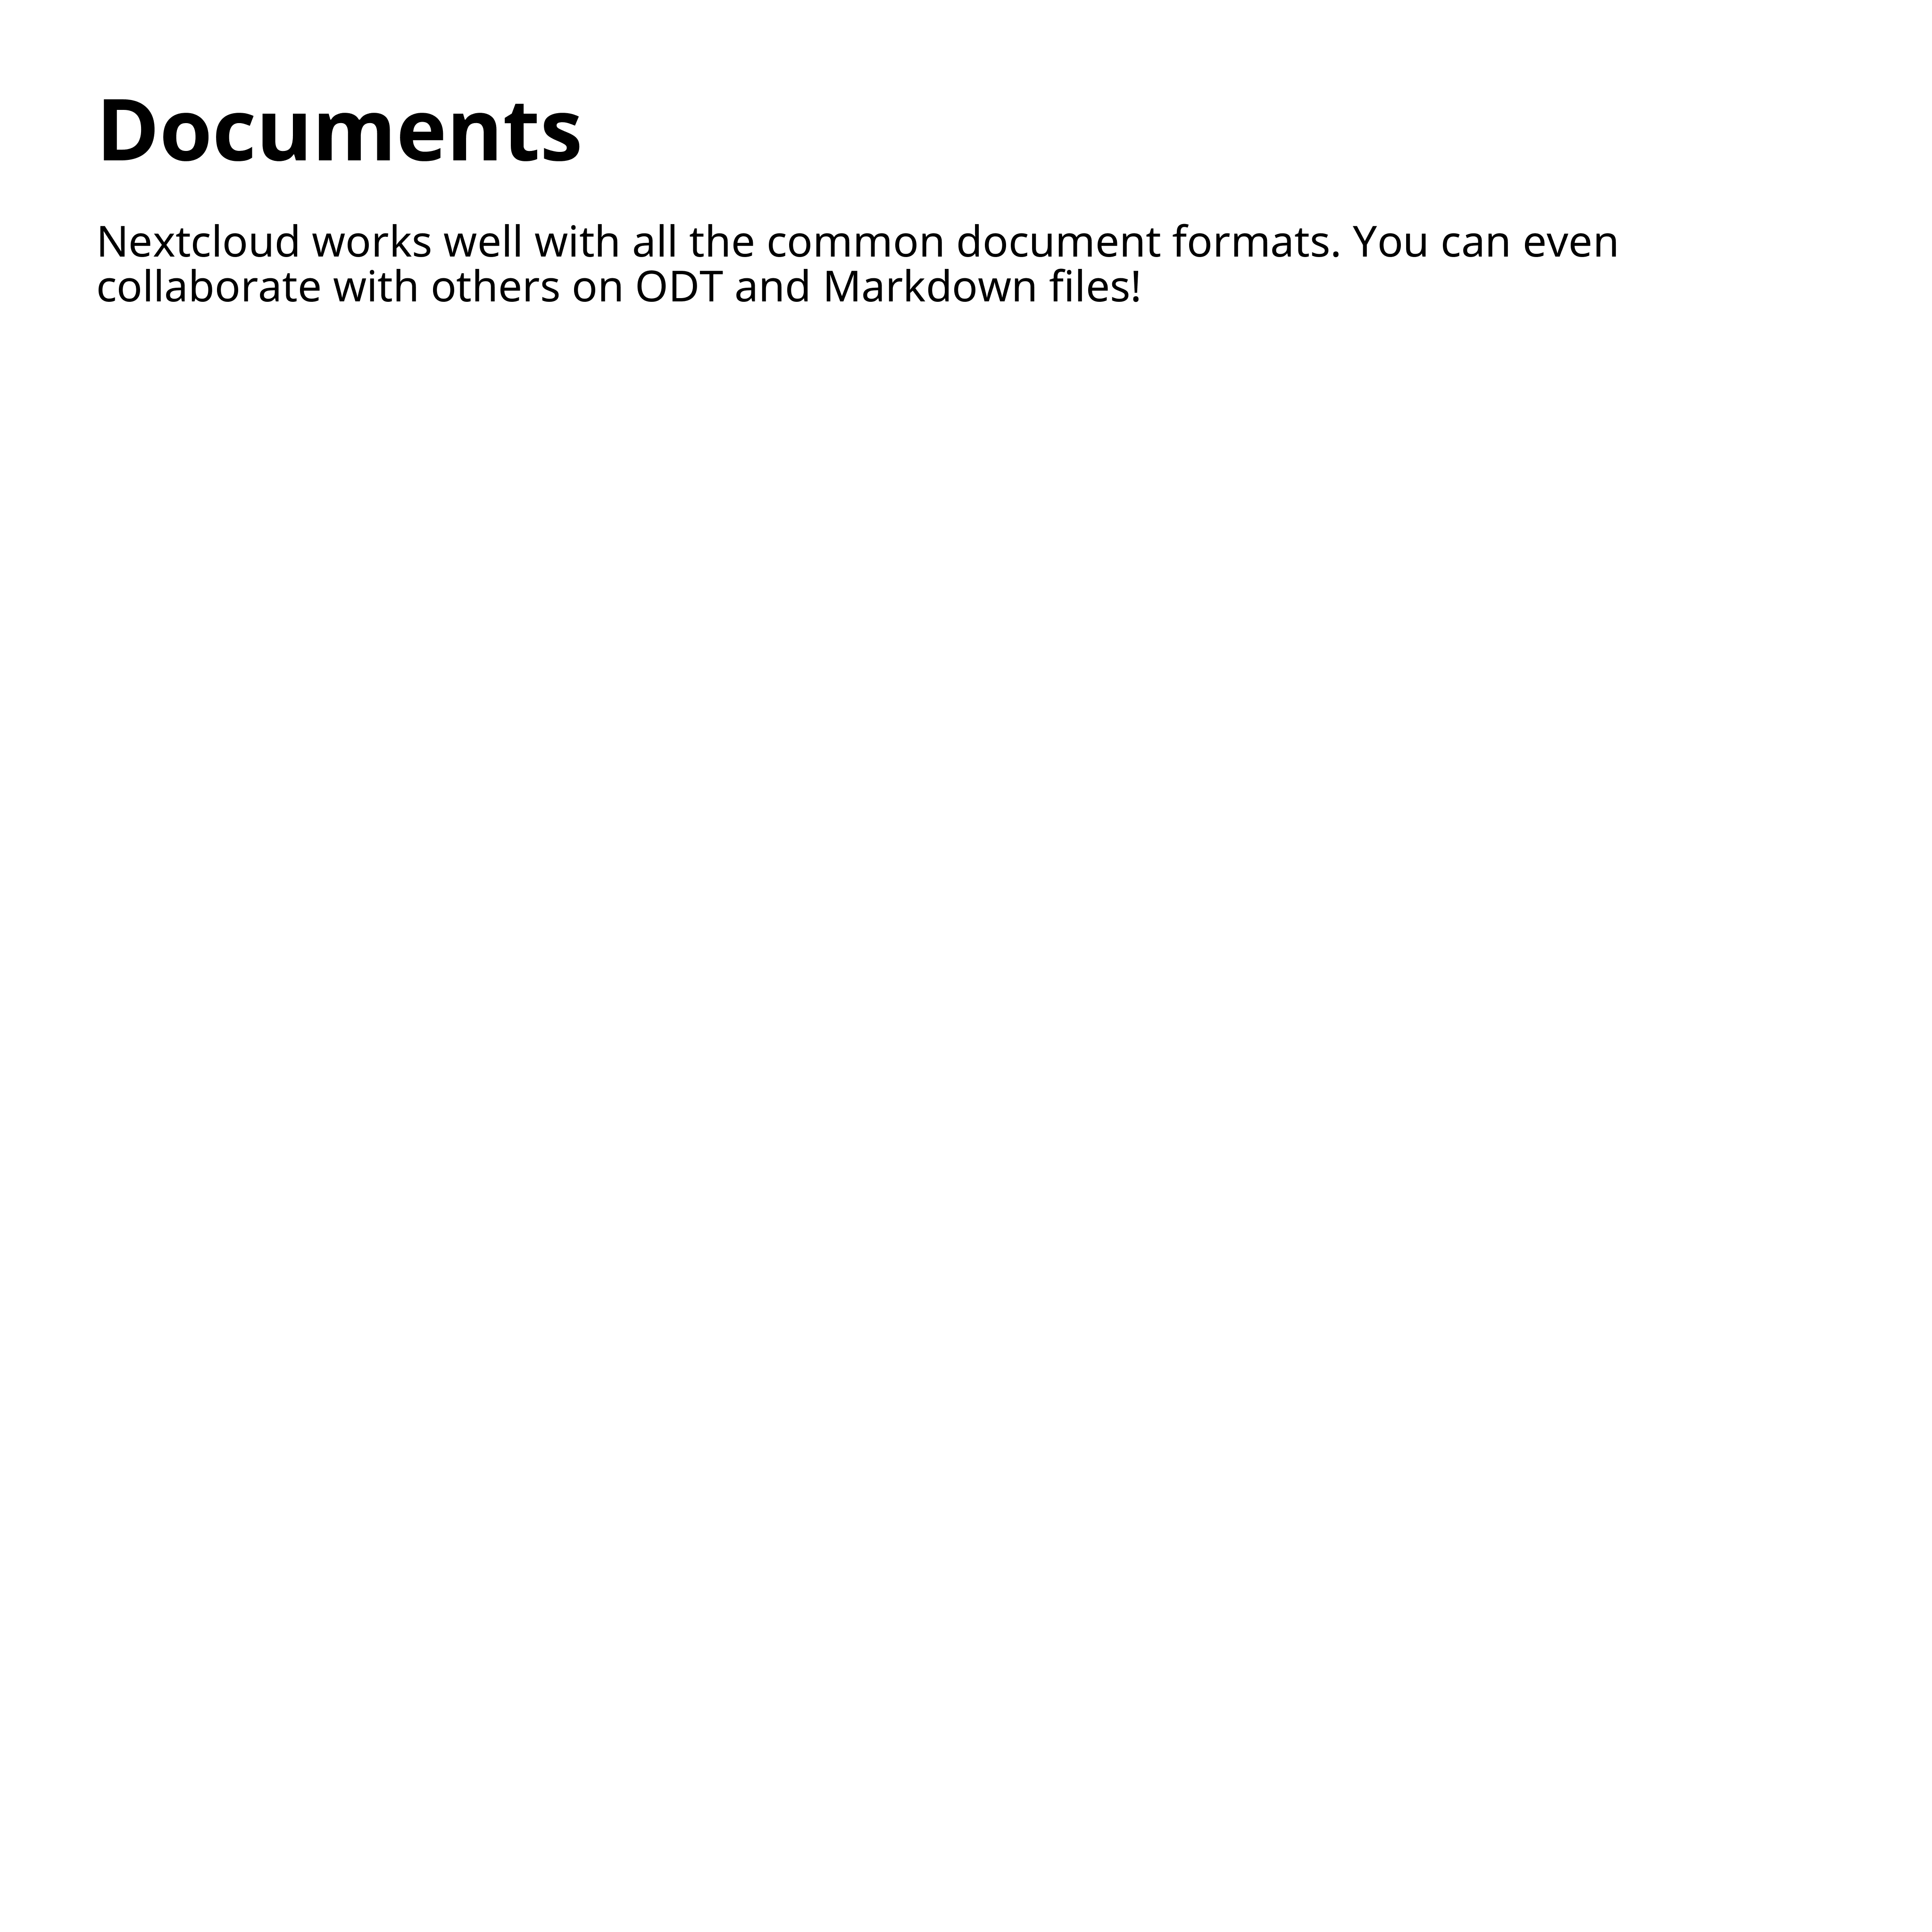 Documents
Nextcloud works well with all the common document formats. You can even
collaborate with others on ODT and Markdown files!